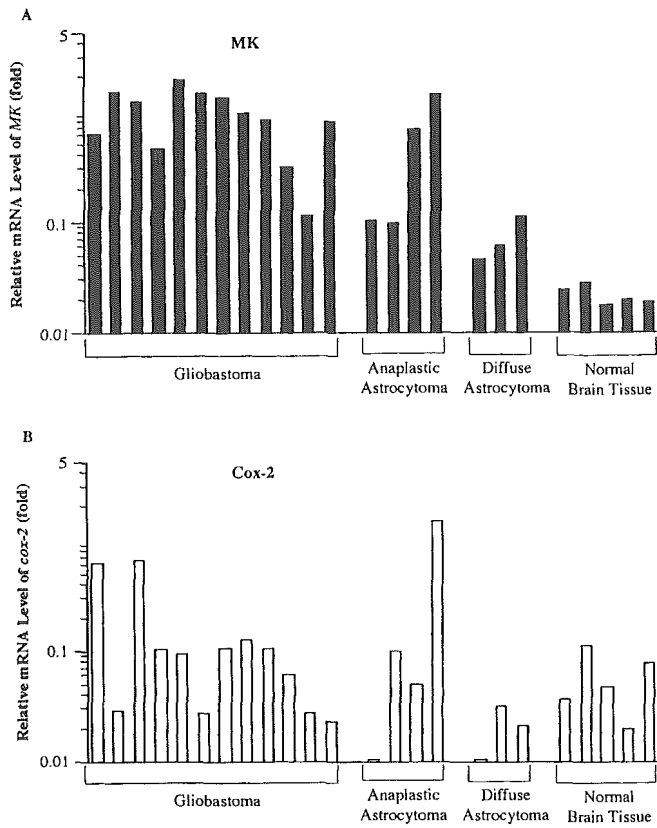 A
MK
Relative mRNA Level of MK (fold)
5
0.1
0.01
Gliobastoma
Anaplastic
Astrocytoma
Diffuse
Astrocytoma
Normal
Brain Tissue
B
Cox-2
Relative mRNA Level of cox-2 (fold)
5
0.1
0.01
Gliobastoma
Anaplastic
Astrocytoma
Diffuse
Astrocytoma
Normal
Brain Tissue